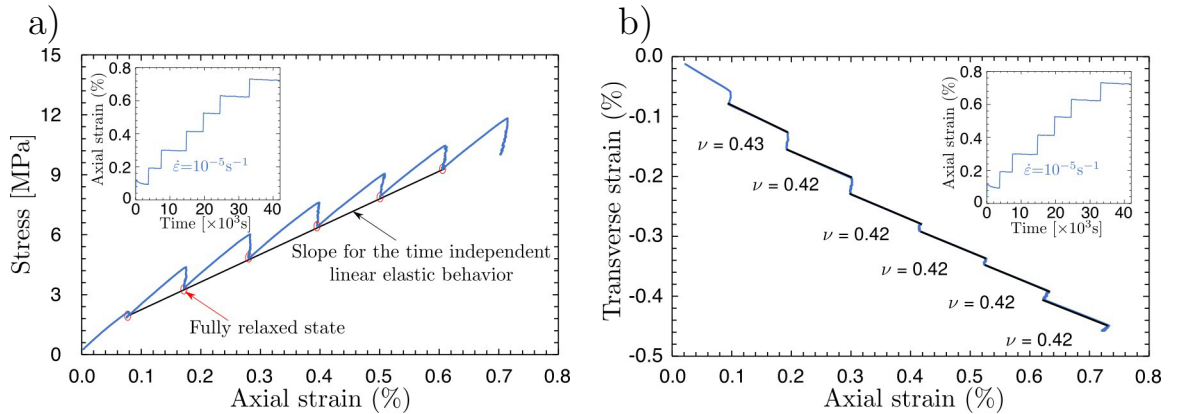 a)
Stress [MPa]
15
12
9
6
3
0
0.0
0.1
0.2
0.3
0.4
0.5
0.6
0.7
0.8
Axial strain (%)
Axial strain (%)
0.8
0.6
0.4
0.2
0
0
10
20
30
40
Time [×10³s]
ε̇=10⁻⁵s⁻¹
Slope for the time independent
linear elastic behavior
Fully relaxed state
b)
Transverse strain (%)
0.0
-0.1
-0.2
-0.3
-0.4
-0.5
0.0
0.1
0.2
0.3
0.4
0.5
0.6
0.7
0.8
Axial strain (%)
ν = 0.43
ν = 0.42
ν = 0.42
ν = 0.42
ν = 0.42
ν = 0.42
Axial strain (%)
0.8
0.6
0.4
0.2
0
0
10
20
30
40
Time [×10³s]
ε̇=10⁻⁵s⁻¹